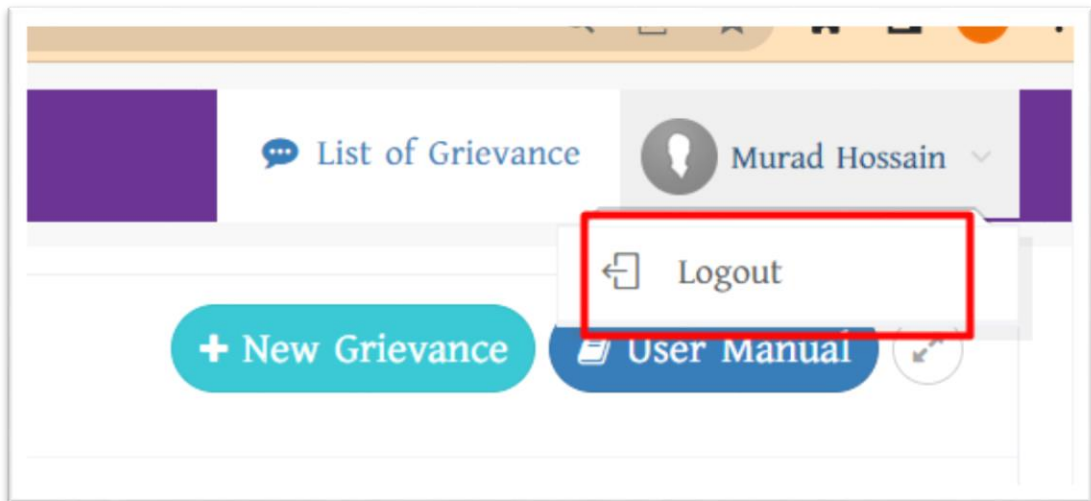 List of Grievance
Murad Hossain
Logout
New Grievance
User Manual